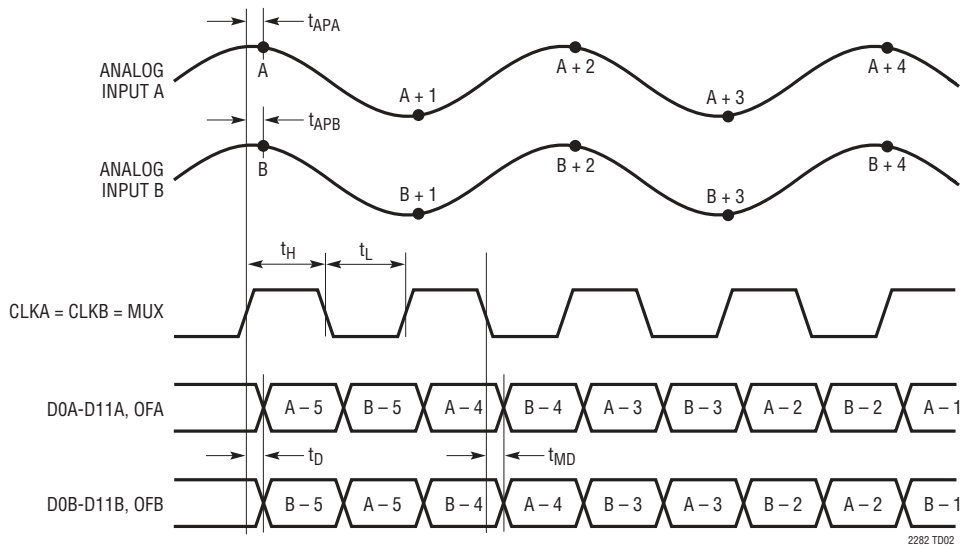 tAPA
ANALOG
INPUT A
A
A + 1
A + 2
A + 3
A + 4
tAPB
ANALOG
INPUT B
B
B + 1
B + 2
B + 3
B + 4
tH
tL
CLKA = CLKB = MUX
D0A-D11A, OFA
A – 5
B – 5
A – 4
B – 4
A – 3
B – 3
A – 2
B – 2
A – 1
tD
tMD
D0B-D11B, OFB
B – 5
A – 5
B – 4
A – 4
B – 3
A – 3
B – 2
A – 2
B – 1
2282 TD02